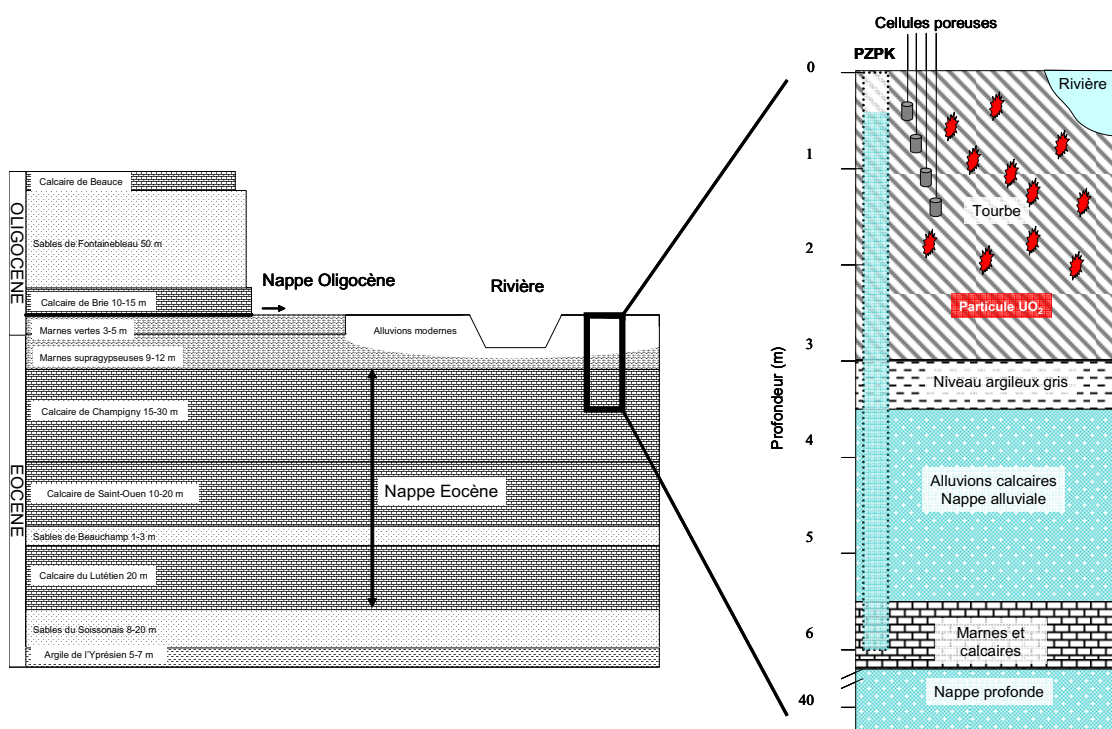 OLIGOCENE
Calcaire de Beauce
Sables de Fontainebleau 50 m
Calcaire de Brie 10-15 m
Nappe Oligocène
Rivière
EOCENE
Marnes vertes 3-5 m
Alluvions modernes
Marnes supragypseuses 9-12 m
Calcaire de Champigny 15-30 m
Calcaire de Saint-Ouen 10-20 m
Nappe Eocène
Sables de Beauchamp 1-3 m
Calcaire du Lutétien 20 m
Sables du Soissonais 8-20 m
Argile de l'Yprésien 5-7 m
Cellules poreuses
PZPK
Profondeur (m)
0
1
2
3
4
5
6
40
Rivière
Tourbe
Particule UO2
Niveau argileux gris
Alluvions calcaires
Nappe alluviale
Marnes et
calcaires
Nappe profonde